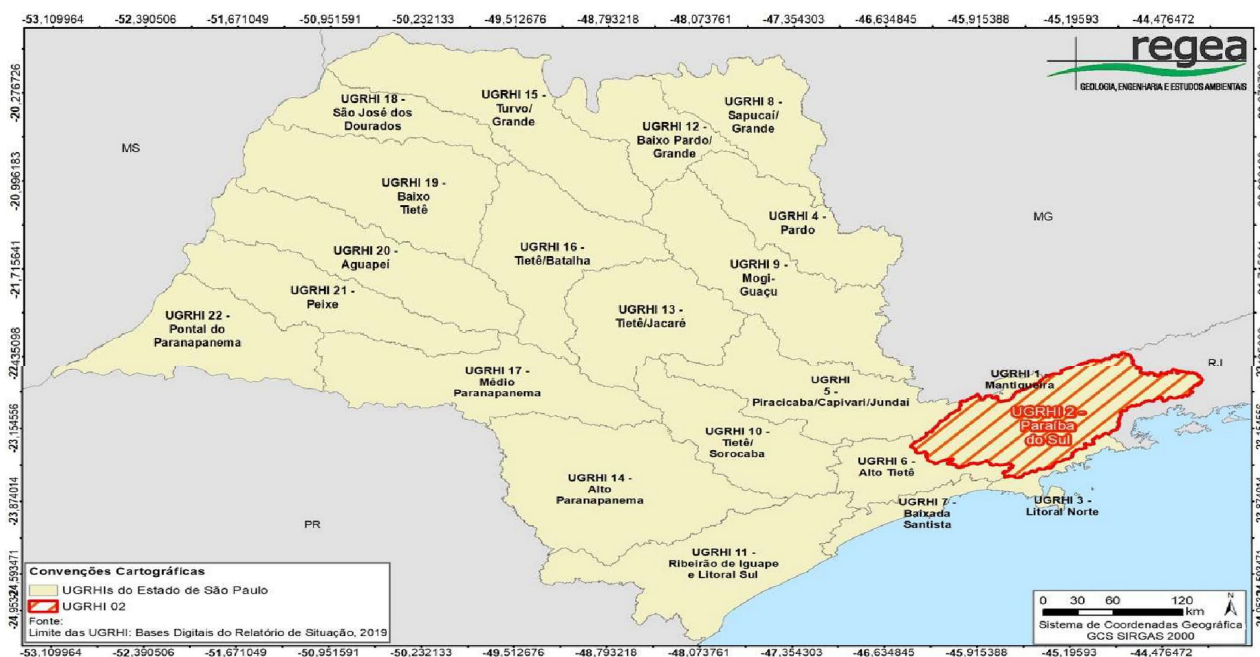 -53,109964 -52,390506 -51,671049 -50,951591 -50,232133 -49,512676 -48,793218 -48,073761 -47,354303 -46,634845 -45,915388 -45,19593 -44,476472
regea
GEOLOGIA, ENGENHARIA E ESTUDOS AMBIENTAIS
-20,276726
-20,996183
-21,715641
-22,435098
-23,154556
-23,874014
-24,593471
MS
MG
PR
RJ
UGRHI 18 -
São José dos
Dourados
UGRHI 15 -
Turvo/
Grande
UGRHI 8 -
Sapucaí/
Grande
UGRHI 12 -
Baixo Pardo/
Grande
UGRHI 19 -
Baixo
Tietê
UGRHI 4 -
Pardo
UGRHI 20 -
Aguapeí
UGRHI 16 -
Tietê/Batalha
UGRHI 9 -
Mogi-
Guaçu
UGRHI 21 -
Peixe
UGRHI 13 -
Tietê/Jacaré
UGRHI 22 -
Pontal do
Paranapanema
UGRHI 17 -
Médio
Paranapanema
UGRHI
5 -
Piracicaba/Capivari/Jundaí
UGRHI 1 -
Mantiqueira
UGRHI 2 -
Paraíba
do Sul
UGRHI 10 -
Tietê/
Sorocaba
UGRHI 6 -
Alto Tietê
UGRHI 14 -
Alto
Paranapanema
UGRHI 7 -
Baixada
Santista
UGRHI 3 -
Litoral Norte
UGRHI 11 -
Ribeirão de Iguape
e Litoral Sul
Convenções Cartográficas
UGRHIs do Estado de São Paulo
UGRHI 02
Fonte:
Limite das UGRHI: Bases Digitais do Relatório de Situação, 2019
0 30 60 120
km
N
Sistema de Coordenadas Geográfica
GCS SIRGAS 2000
-53,109964 -52,390506 -51,671049 -50,951591 -50,232133 -49,512676 -48,793218 -48,073761 -47,354303 -46,634845 -45,915388 -45,19593 -44,476472